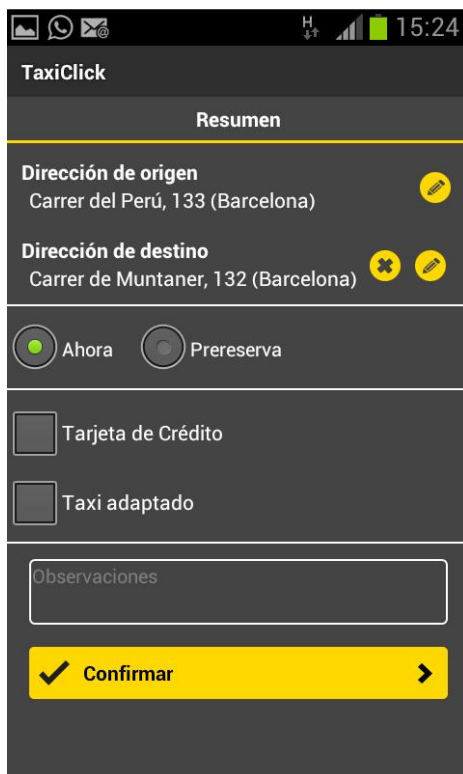 H 15:24
TaxiClick
Resumen
Dirección de origen
Carrer del Perú, 133 (Barcelona)
Dirección de destino
Carrer de Muntaner, 132 (Barcelona)
Ahora Prereserva
Tarjeta de Crédito
Taxi adaptado
Observaciones
Confirmar